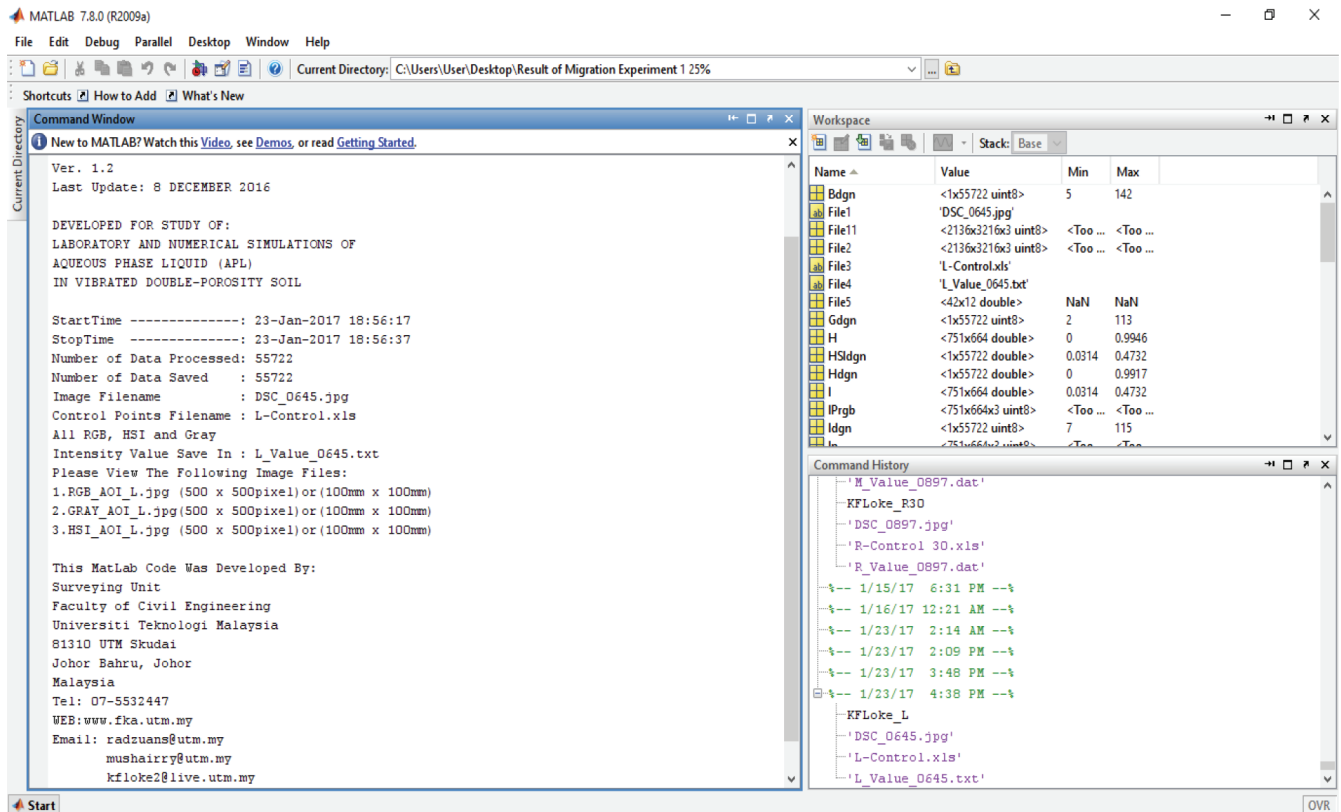 MATLAB 7.8.0 (R2009a)
File Edit Debug Parallel Desktop Window Help
Current Directory: C:\Users\User\Desktop\Result of Migration Experiment 1 25%
Shortcuts How to Add What's New
Current Directory
Command Window
New to MATLAB? Watch this Video, see Demos, or read Getting Started.
Ver. 1.2
Last Update: 8 DECEMBER 2016
DEVELOPED FOR STUDY OF:
LABORATORY AND NUMERICAL SIMULATIONS OF
AQUEOUS PHASE LIQUID (APL)
IN VIBRATED DOUBLE-POROSITY SOIL
StartTime --------------: 23-Jan-2017 18:56:17
StopTime --------------: 23-Jan-2017 18:56:37
Number of Data Processed: 55722
Number of Data Saved : 55722
Image Filename : DSC_0645.jpg
Control Points Filename : L-Control.xls
All RGB, HSI and Gray
Intensity Value Save In : L_Value_0645.txt
Please View The Following Image Files:
1.RGB_AOI_L.jpg (500 x 500pixel)or(100mm x 100mm)
2.GRAY_AOI_L.jpg(500 x 500pixel)or(100mm x 100mm)
3.HSI_AOI_L.jpg (500 x 500pixel)or(100mm x 100mm)
This MatLab Code Was Developed By:
Surveying Unit
Faculty of Civil Engineering
Universiti Teknologi Malaysia
81310 UTM Skudai
Johor Bahru, Johor
Malaysia
Tel: 07-5532447
WEB:www.fka.utm.my
Email: radzuans@utm.my
mushairry@utm.my
kfloke2@live.utm.my
Workspace
Stack: Base
Name Value Min Max
Bdgn <1x55722 uint8> 5 142
File1 'DSC_0645.jpg'
File11 <2136x3216x3 uint8> <Too ... <Too ...
File2 <2136x3216x3 uint8> <Too ... <Too ...
File3 'L-Control.xls'
File4 'L_Value_0645.txt'
File5 <42x12 double> NaN NaN
Gdgn <1x55722 uint8> 2 113
H <751x664 double> 0 0.9946
HSIdgn <1x55722 double> 0.0314 0.4732
Hdgn <1x55722 double> 0 0.9917
I <751x664 double> 0.0314 0.4732
IPrgb <751x664x3 uint8> <Too ... <Too ...
Idgn <1x55722 uint8> 7 115
Command History
'M_Value_0897.dat'
KFLoke_R30
'DSC_0897.jpg'
'R-Control 30.xls'
'R_Value_0897.dat'
%-- 1/15/17 6:31 PM --%
%-- 1/16/17 12:21 AM --%
%-- 1/23/17 2:14 AM --%
%-- 1/23/17 2:09 PM --%
%-- 1/23/17 3:48 PM --%
%-- 1/23/17 4:38 PM --%
KFLoke_L
'DSC_0645.jpg'
'L-Control.xls'
'L_Value_0645.txt'
Start
OVR